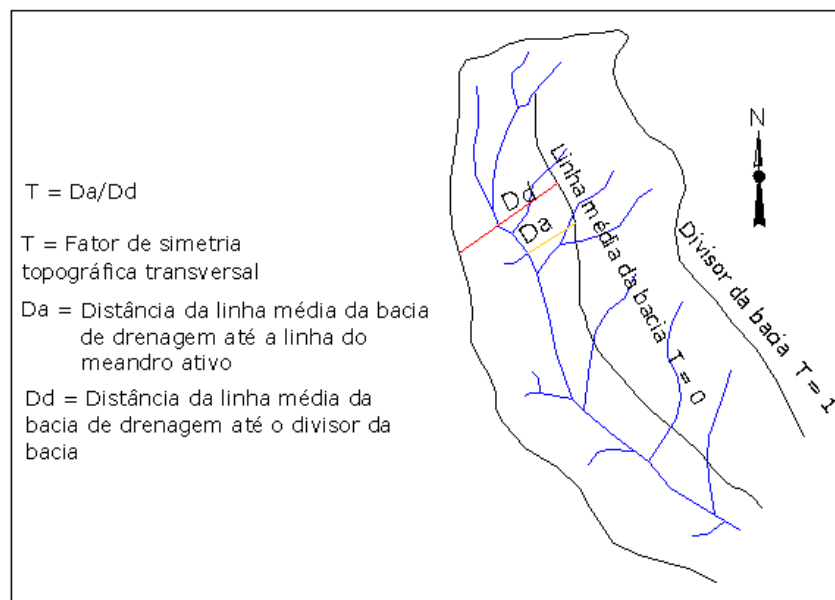 T = Da/Dd
T = Fator de simetria
topográfica transversal
Da = Distância da linha média da bacia
de drenagem até a linha do
meandro ativo
Dd = Distância da linha média da
bacia de drenagem até o divisor da
bacia
N
Dd
Da
Linha média da bacia T = 0
Divisor da bacia T = 1